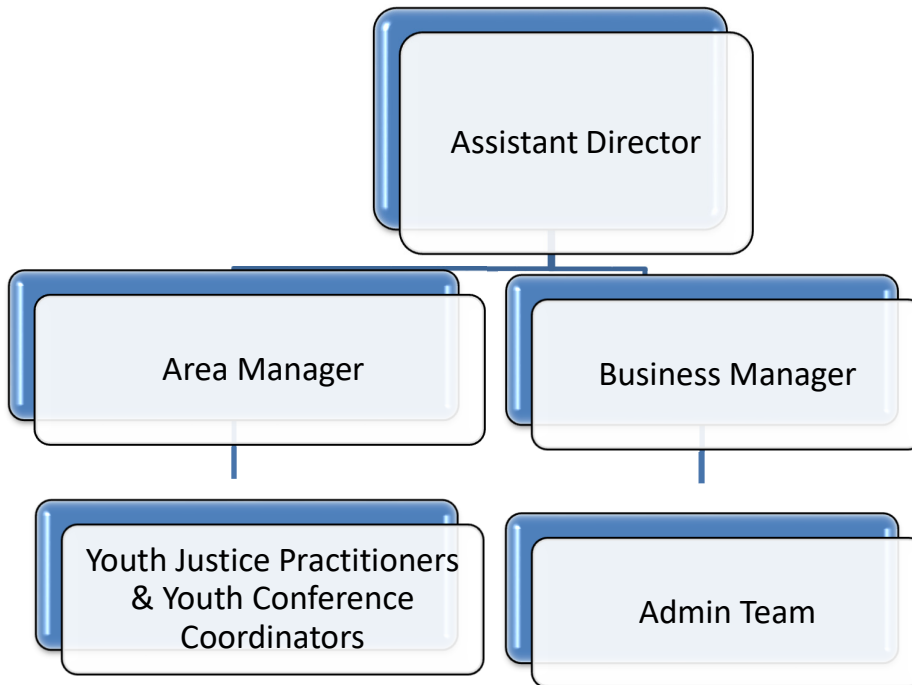 Assistant Director
Area Manager
Business Manager
Youth Justice Practitioners
& Youth Conference
Coordinators
Admin Team